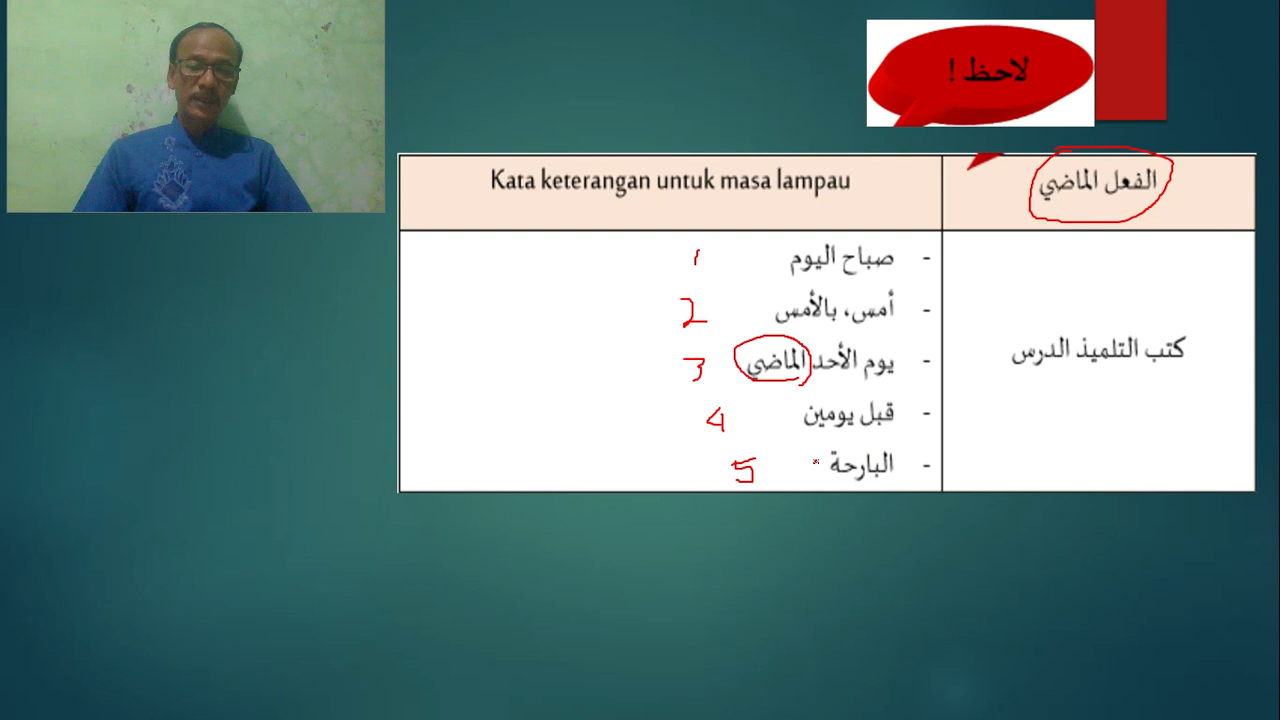 لاحظ !
الفعل الماضي
Kata keterangan untuk masa lampau
كتب التلميذ الدرس
- صباح اليوم 1
- أمس، بالأمس 2
- يوم الأحد الماضي 3
- قبل يومين 4
- البارحة 5